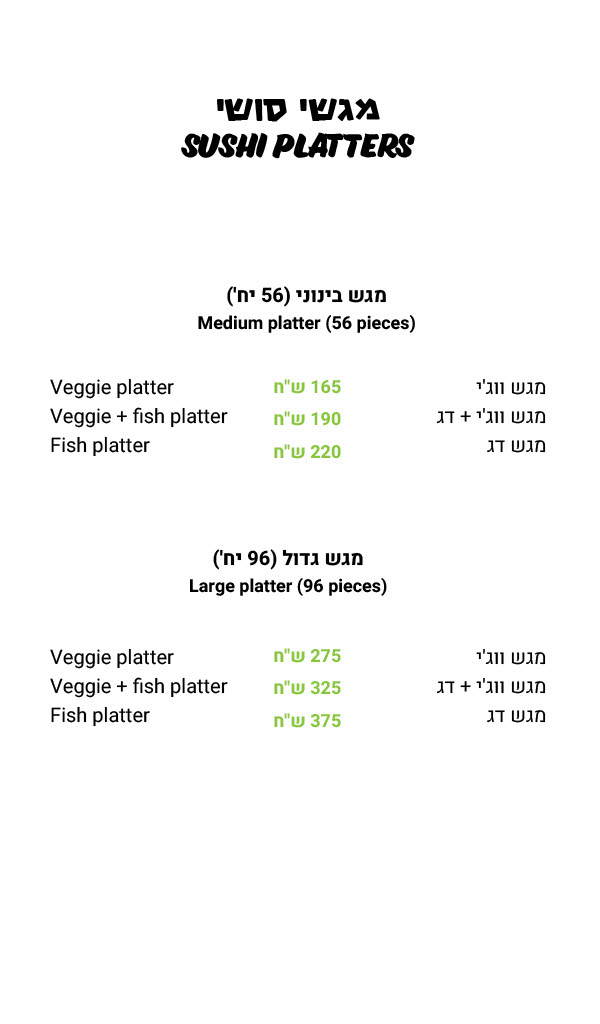 מגשי סושי
SUSHI PLATTERS
מגש בינוני (56 יח')
Medium platter (56 pieces)
Veggie platter 165 ש"ח מגש ווג'י
Veggie + fish platter 190 ש"ח מגש ווג'י + דג
Fish platter 220 ש"ח מגש דג
מגש גדול (96 יח')
Large platter (96 pieces)
Veggie platter 275 ש"ח מגש ווג'י
Veggie + fish platter 325 ש"ח מגש ווג'י + דג
Fish platter 375 ש"ח מגש דג